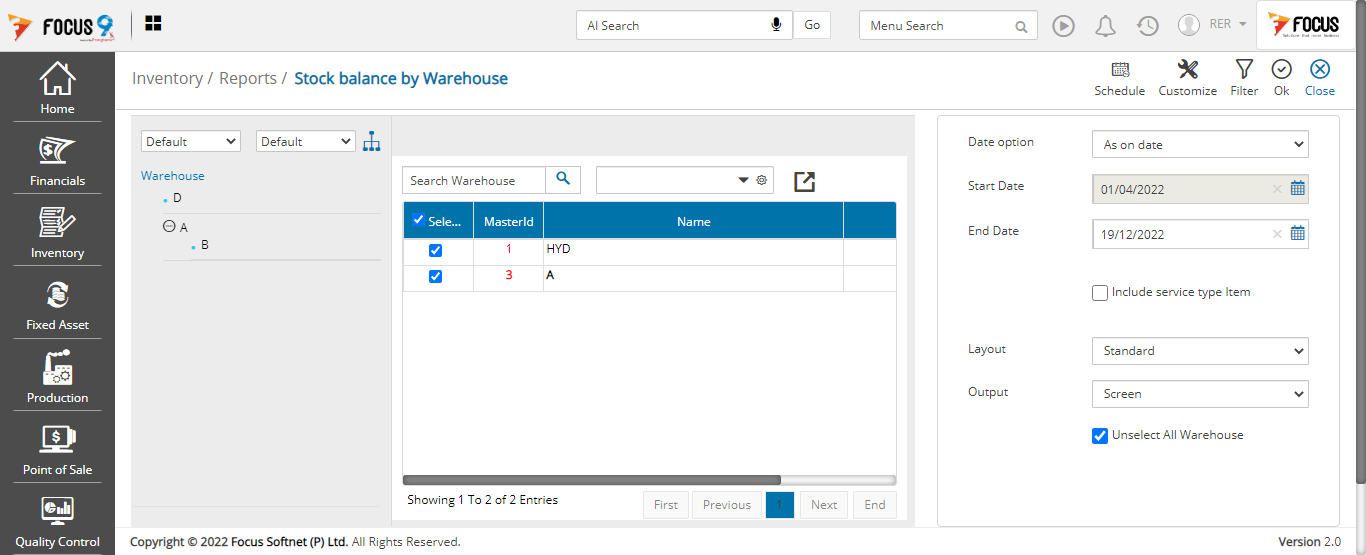 FOCUS 9
AI Search
Go
Menu Search
RER
FOCUS
Home
Financials
Inventory
Fixed Asset
Production
Point of Sale
Quality Control
Inventory / Reports / Stock balance by Warehouse
Schedule
Customize
Filter
Ok
Close
Default
Default
Warehouse
D
A
B
Search Warehouse
Sele...
MasterId
Name
1
HYD
3
A
Showing 1 To 2 of 2 Entries
First
Previous
1
Next
End
Date option
As on date
Start Date
01/04/2022
End Date
19/12/2022
Include service type Item
Layout
Standard
Output
Screen
Unselect All Warehouse
Copyright © 2022 Focus Softnet (P) Ltd. All Rights Reserved.
Version 2.0